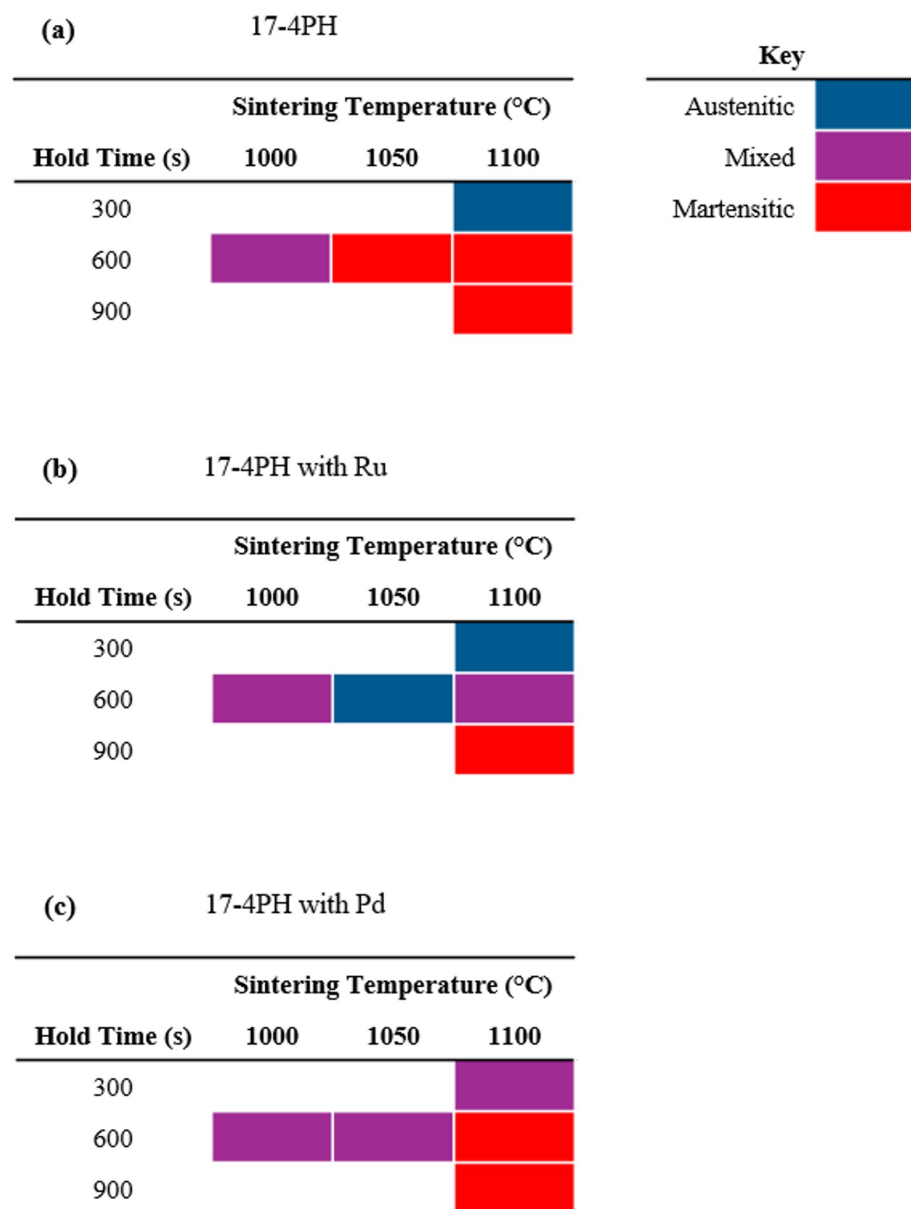 (a) 17-4PH
Key
Sintering Temperature (°C)
Austenitic
Hold Time (s) 1000 1050 1100
Mixed
300
Martensitic
600
900
(b) 17-4PH with Ru
Sintering Temperature (°C)
Hold Time (s) 1000 1050 1100
300
600
900
(c) 17-4PH with Pd
Sintering Temperature (°C)
Hold Time (s) 1000 1050 1100
300
600
900